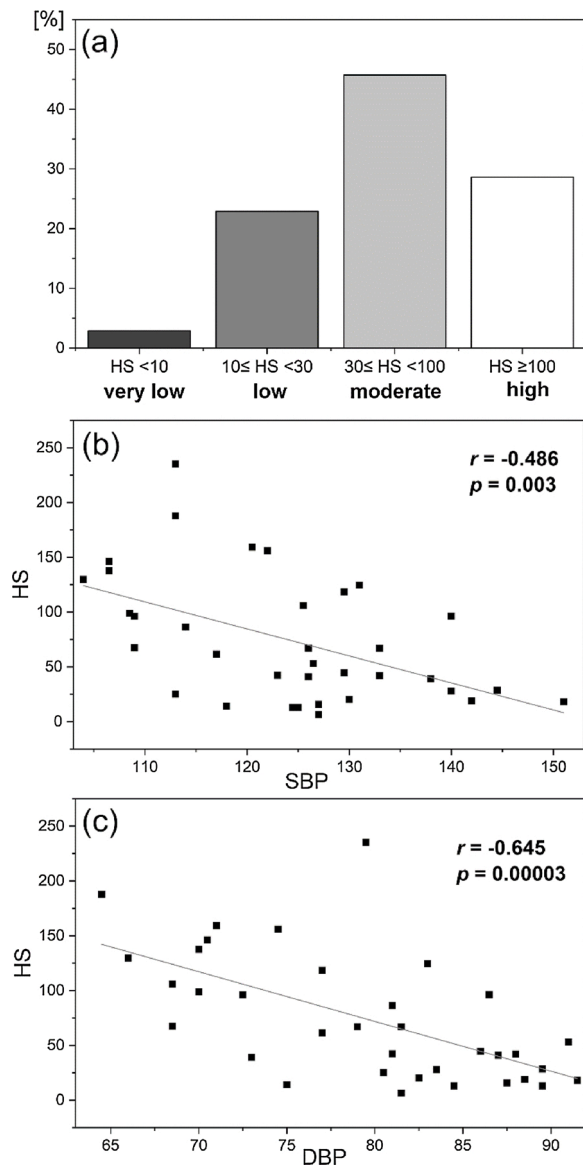 [%]
(a)
50
40
30
20
10
0
HS <10 10≤ HS <30 30≤ HS <100 HS ≥100
very low low moderate high
(b)
r = -0.486
p = 0.003
250
200
150
100
50
0
HS
110 120 130 140 150
SBP
(c)
r = -0.645
p = 0.00003
250
200
150
100
50
0
HS
65 70 75 80 85 90
DBP